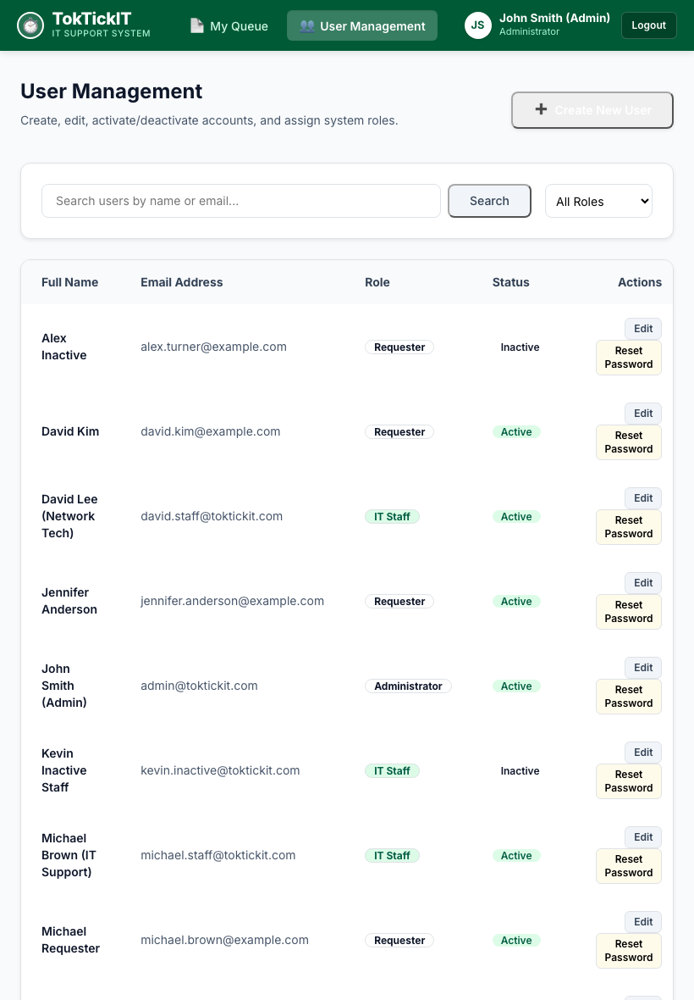 TokTickIT
IT SUPPORT SYSTEM
My Queue
User Management
JS
John Smith (Admin)
Administrator
Logout
User Management
Create, edit, activate/deactivate accounts, and assign system roles.
Create New User
Search users by name or email...
Search
All Roles
Full Name Email Address Role Status Actions
Alex
Inactive
alex.turner@example.com
Requester
Inactive
Edit
Reset
Password
David Kim
david.kim@example.com
Requester
Active
Edit
Reset
Password
David Lee
(Network
Tech)
david.staff@toktickit.com
IT Staff
Active
Edit
Reset
Password
Jennifer
Anderson
jennifer.anderson@example.com
Requester
Active
Edit
Reset
Password
John
Smith
(Admin)
admin@toktickit.com
Administrator
Active
Edit
Reset
Password
Kevin
Inactive
Staff
kevin.inactive@toktickit.com
IT Staff
Inactive
Edit
Reset
Password
Michael
Brown (IT
Support)
michael.staff@toktickit.com
IT Staff
Active
Edit
Reset
Password
Michael
Requester
michael.brown@example.com
Requester
Active
Edit
Reset
Password